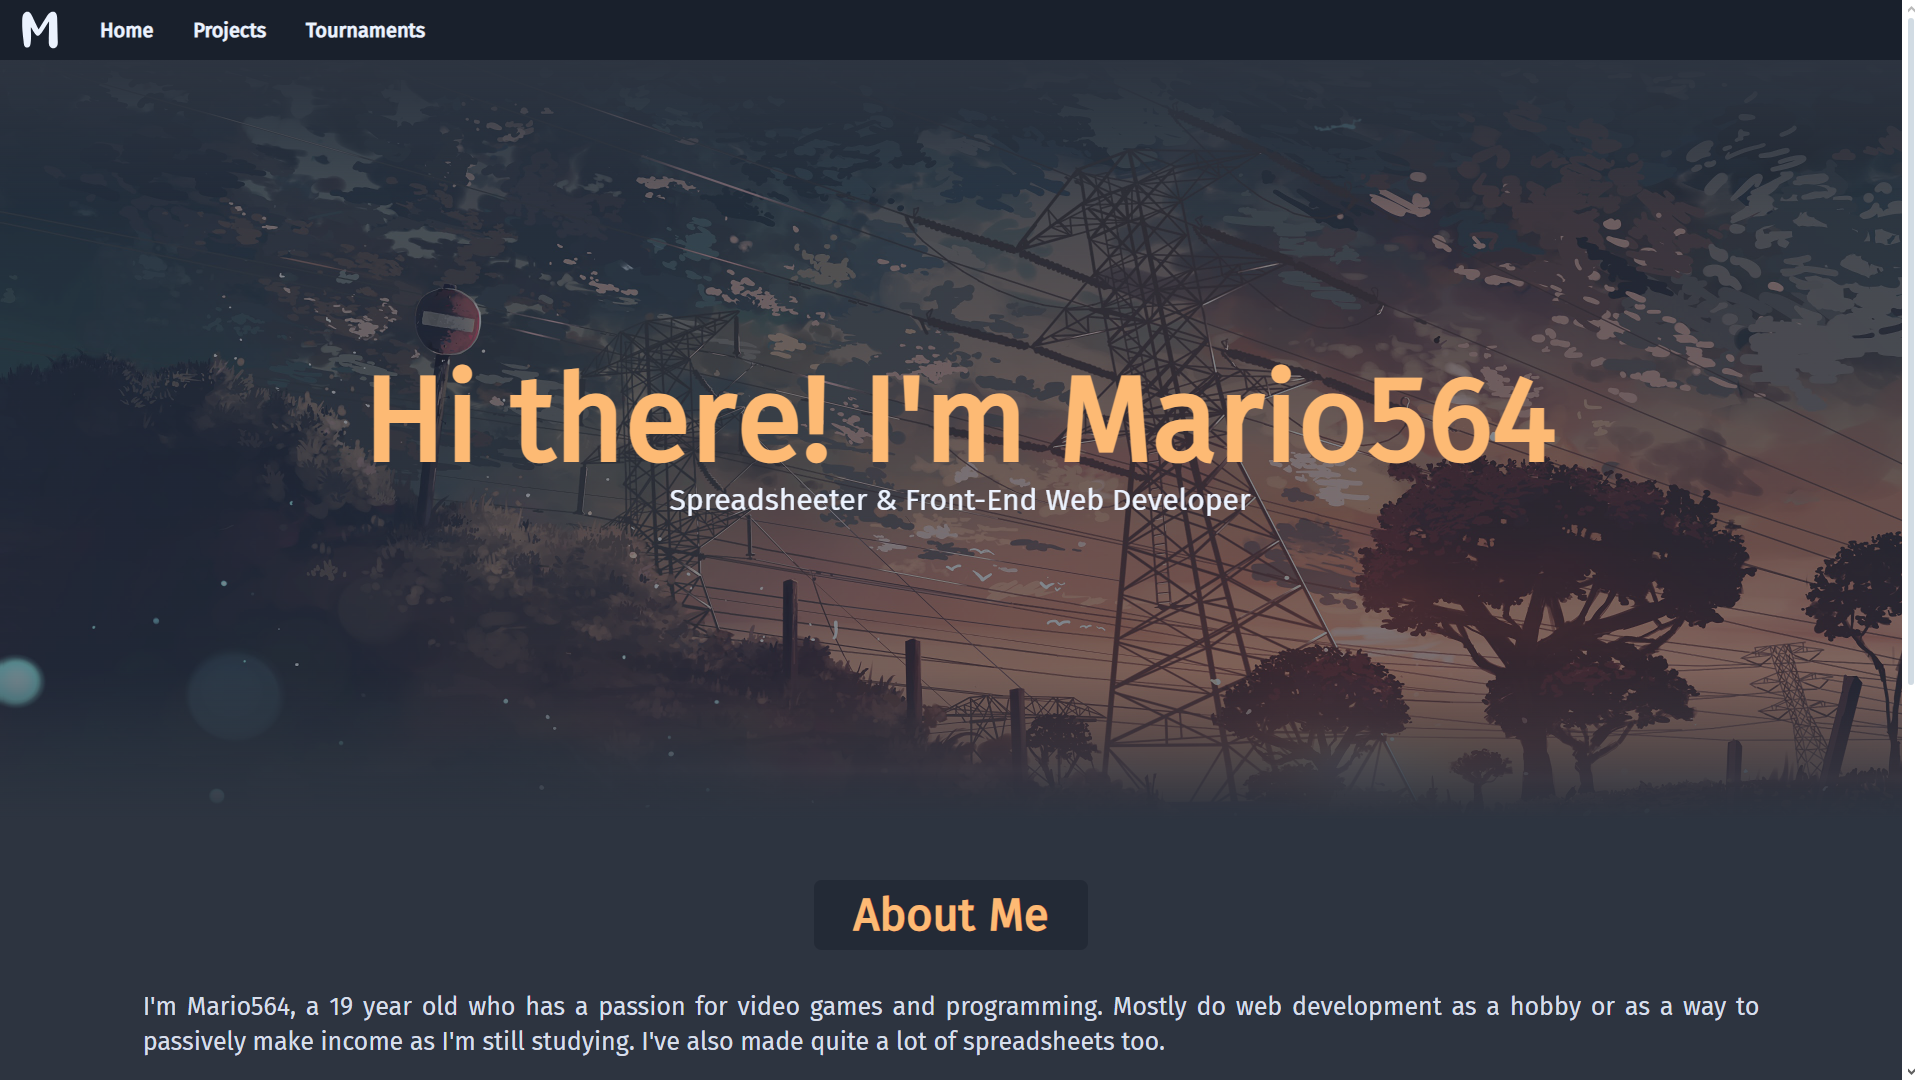 M
Home
Projects
Tournaments
Hi there! I'm Mario564
Spreadsheeter & Front-End Web Developer
About Me
I'm Mario564, a 19 year old who has a passion for video games and programming. Mostly do web development as a hobby or as a way to
passively make income as I'm still studying. I've also made quite a lot of spreadsheets too.